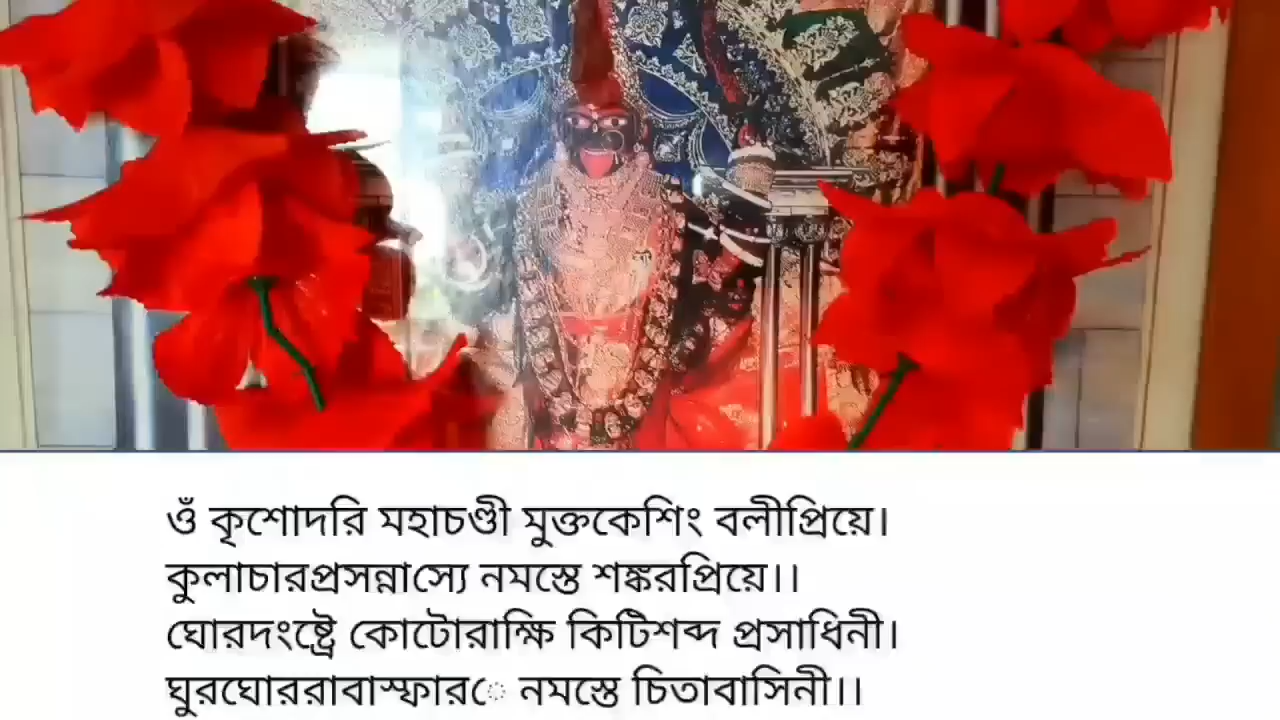 ওঁ কৃশোদরি মহাচণ্ডী মুক্তকেশিং বলীপ্রিয়ে।
কুলাচারপ্রসন্নাস্যে নমস্তে শঙ্করপ্রিয়ে।।
ঘোরদংষ্ট্রে কোটোরাক্ষি কিটিশব্দ প্রসাধিনী।
ঘুরঘোররাবাস্ফার​ে নমস্তে চিতাবাসিনী।।